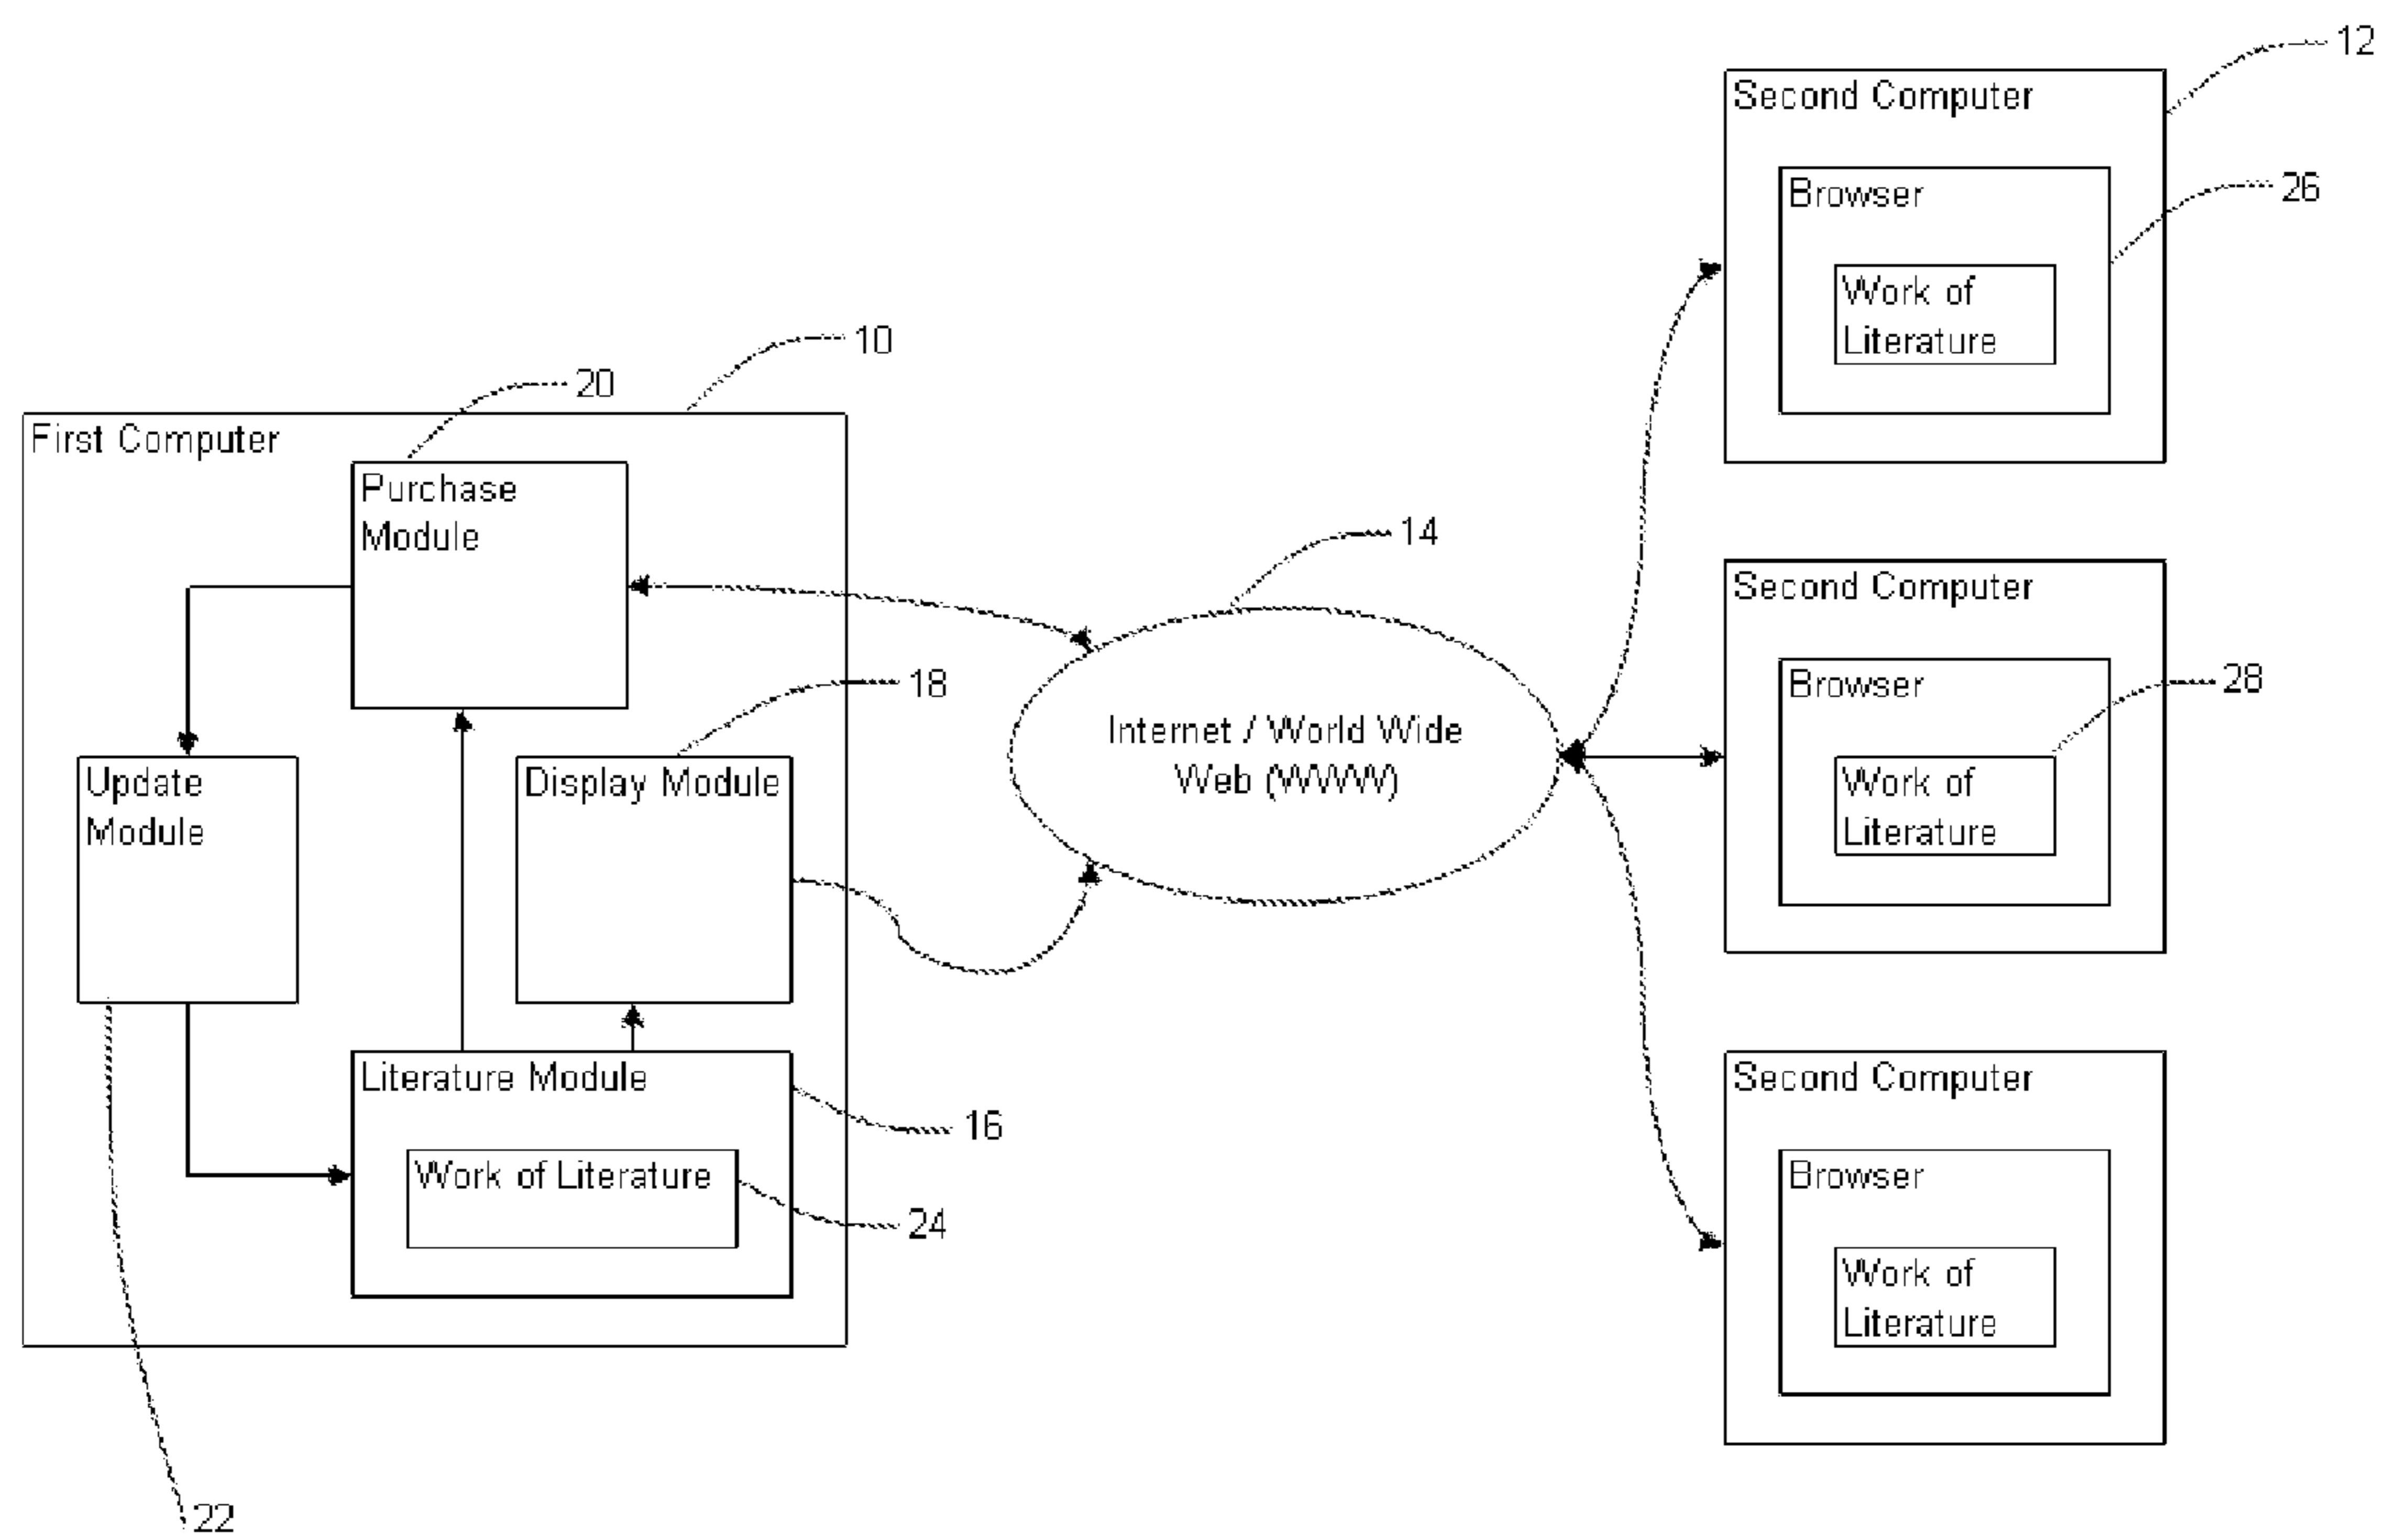 12
Second Computer
Browser
26
Work of
Literature
10
20
First Computer
Purchase
Module
14
Second Computer
Browser
28
Work of
Literature
18
Internet / World Wide
Web (WWW)
Update
Module
Display Module
Literature Module
16
Work of Literature
24
Second Computer
Browser
Work of
Literature
22